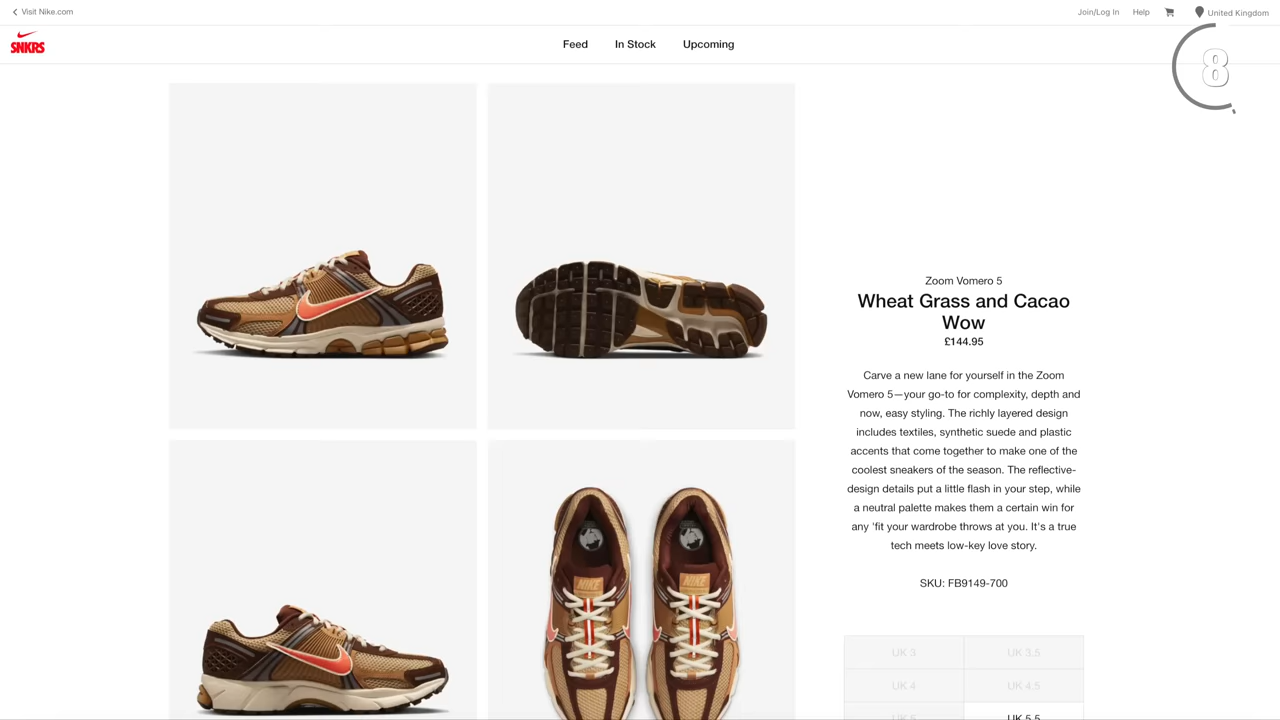 Visit Nike.com
Join/Log In
Help
United Kingdom
SNKRS
Feed
In Stock
Upcoming
8
Zoom Vomero 5
Wheat Grass and Cacao
Wow
£144.95
Carve a new lane for yourself in the Zoom
Vomero 5—your go-to for complexity, depth and
now, easy styling. The richly layered design
includes textiles, synthetic suede and plastic
accents that come together to make one of the
coolest sneakers of the season. The reflective-
design details put a little flash in your step, while
a neutral palette makes them a certain win for
any 'fit your wardrobe throws at you. It's a true
tech meets low-key love story.
SKU: FB9149-700
UK 3
UK 3.5
UK 4
UK 4.5
UK 5
UK 5.5
NIKE
NIKE